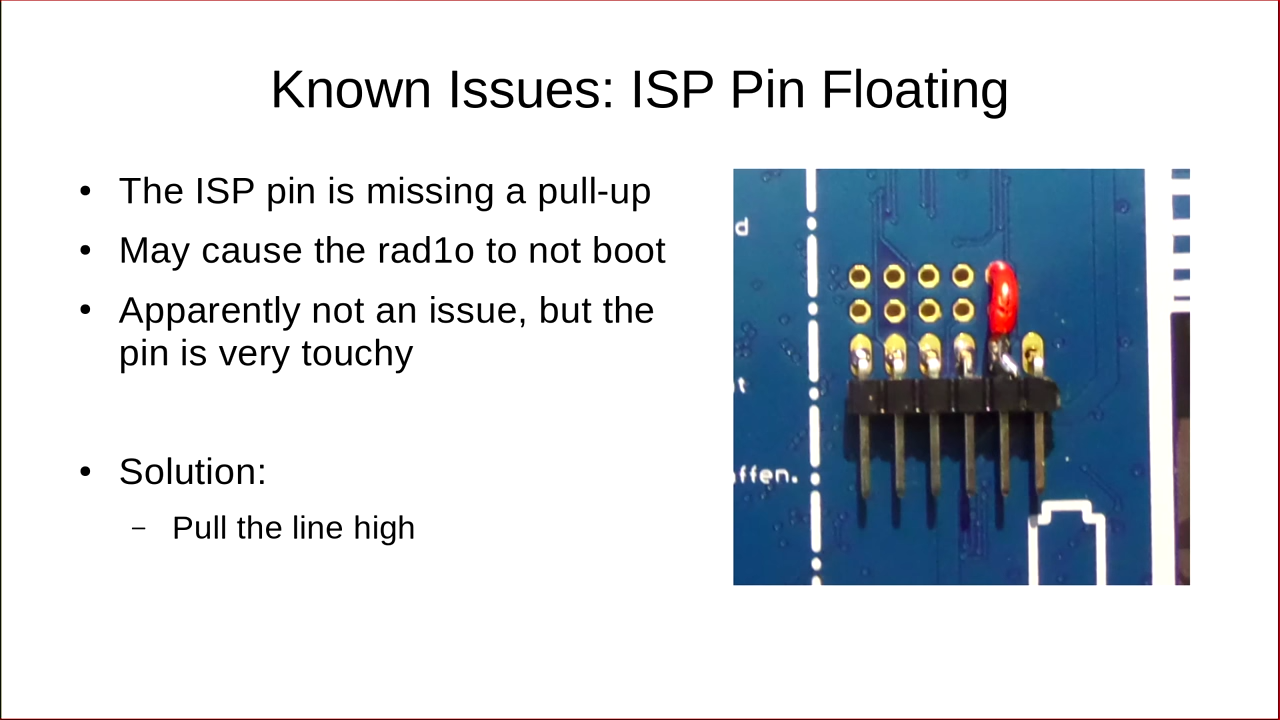 Known Issues: ISP Pin Floating
• The ISP pin is missing a pull-up
• May cause the rad1o to not boot
• Apparently not an issue, but the
pin is very touchy
• Solution:
– Pull the line high
d
t
ffen.